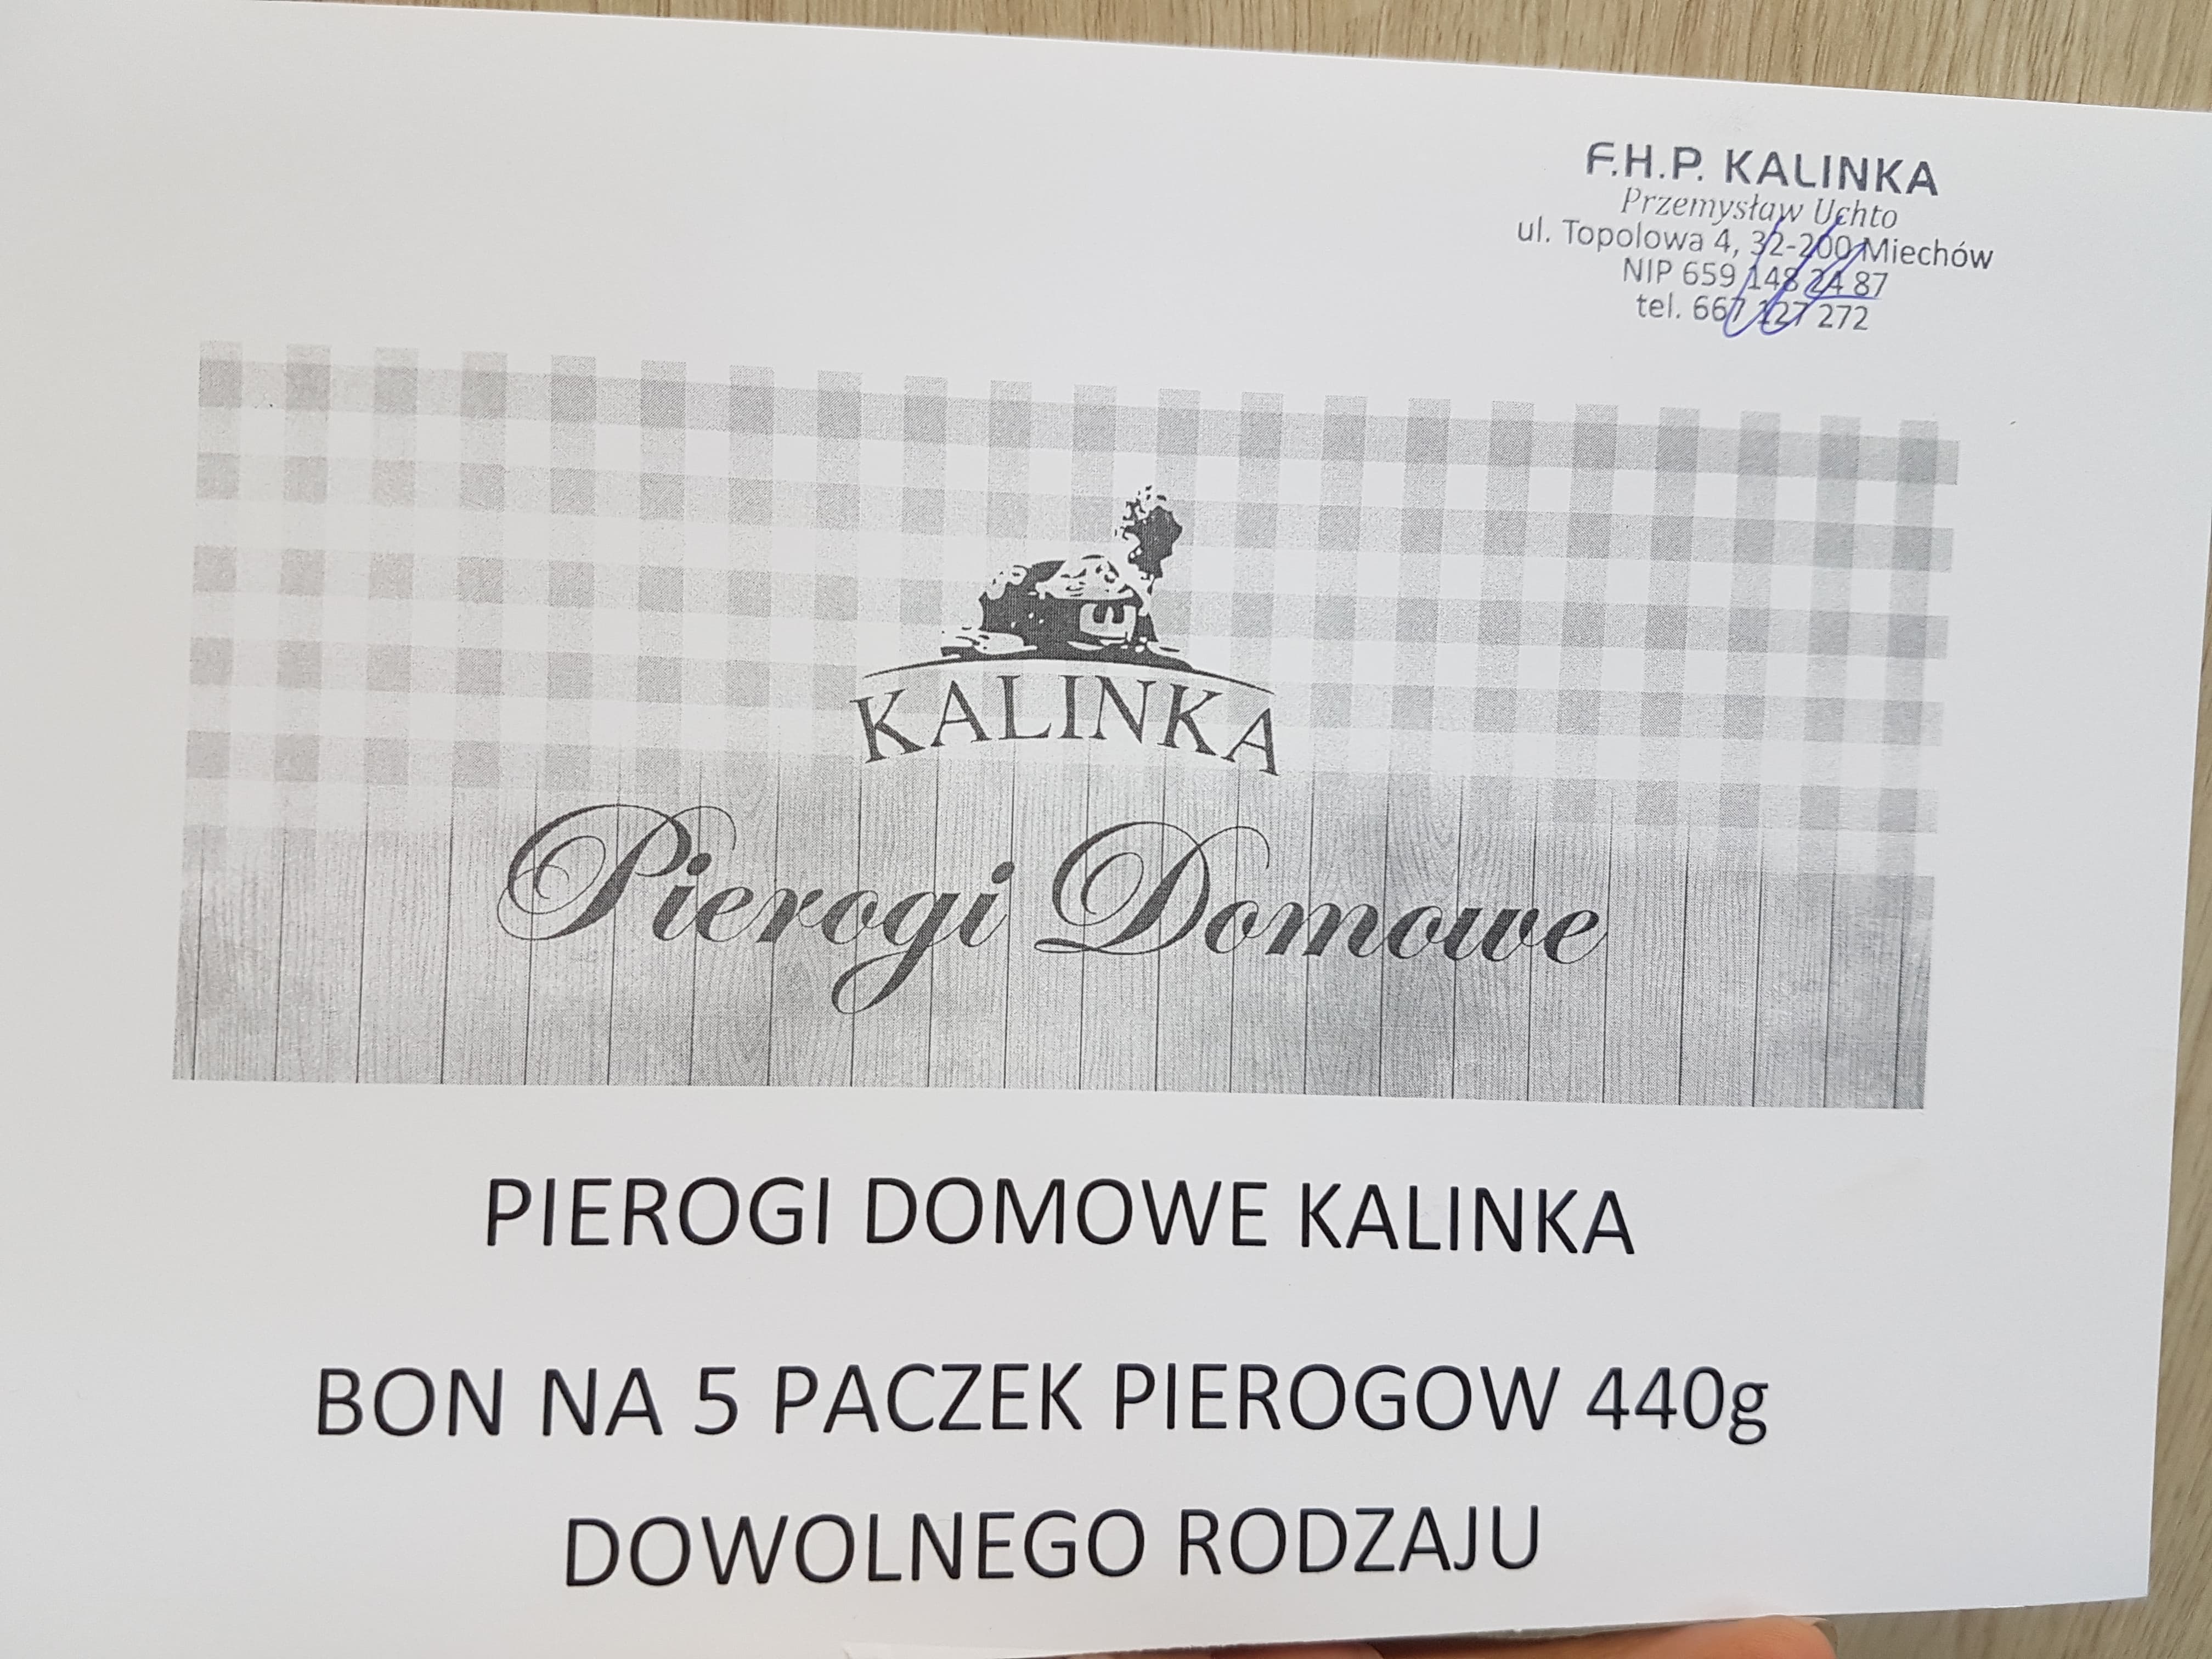 F.H.P. KALINKA
Przemysław Uchto
ul. Topolowa 4, 32-200 Miechów
NIP 659 148 24 87
tel. 667 127 272
KALINKA
Pierogi Domowe
PIEROGI DOMOWE KALINKA
BON NA 5 PACZEK PIEROGOW 440g
DOWOLNEGO RODZAJU